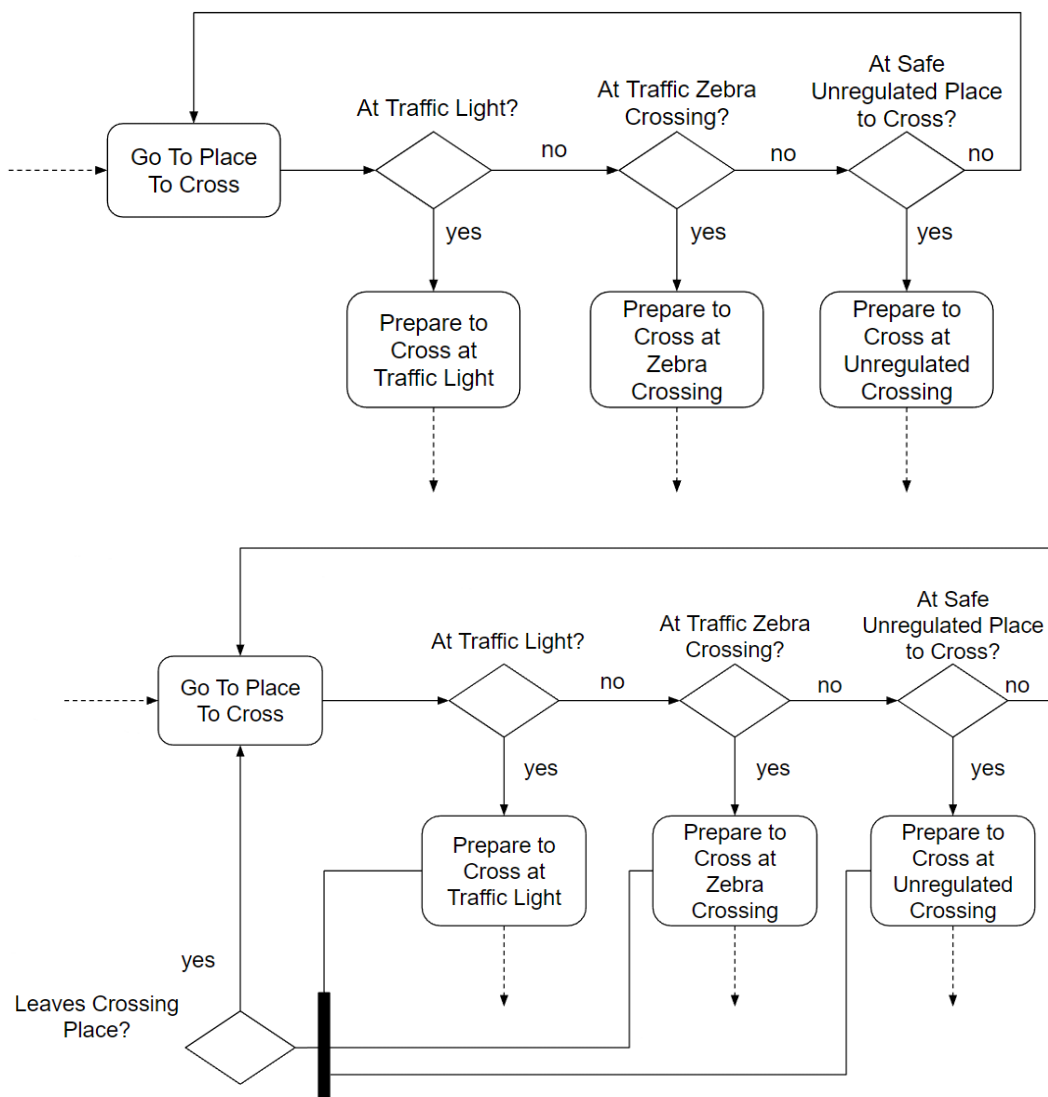 At Safe
Unregulated Place
to Cross?
At Traffic Zebra
Crossing?
At Traffic Light?
Go To Place
To Cross
no
no
no
yes
yes
yes
Prepare to
Cross at
Traffic Light
Prepare to
Cross at
Zebra
Crossing
Prepare to
Cross at
Unregulated
Crossing
At Safe
Unregulated Place
to Cross?
At Traffic Zebra
Crossing?
At Traffic Light?
Go To Place
To Cross
no
no
no
yes
yes
yes
Prepare to
Cross at
Traffic Light
Prepare to
Cross at
Zebra
Crossing
Prepare to
Cross at
Unregulated
Crossing
yes
Leaves Crossing
Place?